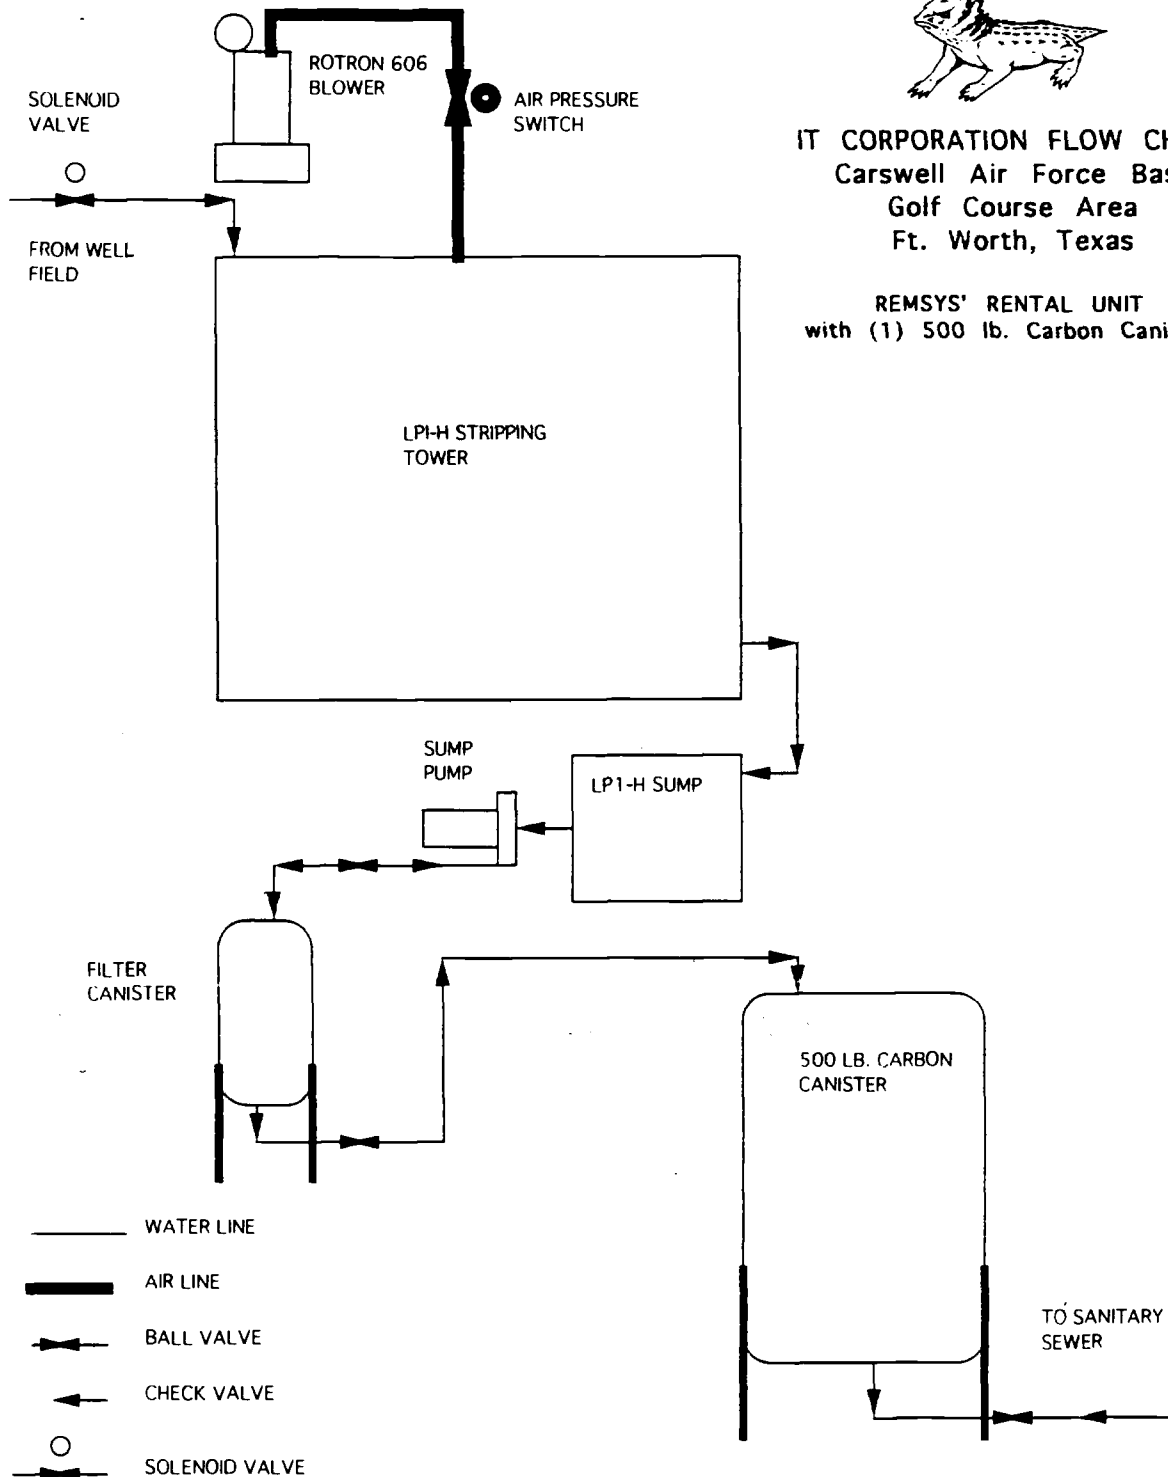 ROTRON 606
BLOWER
SOLENOID
VALVE
AIR PRESSURE
SWITCH
IT CORPORATION FLOW CH
Carswell Air Force Bas
Golf Course Area
Ft. Worth, Texas
FROM WELL
FIELD
REMSYS' RENTAL UNIT
with (1) 500 lb. Carbon Cani
LPI-H STRIPPING
TOWER
SUMP
PUMP
LP1-H SUMP
FILTER
CANISTER
500 LB. CARBON
CANISTER
WATER LINE
AIR LINE
BALL VALVE
CHECK VALVE
SOLENOID VALVE
TO SANITARY
SEWER